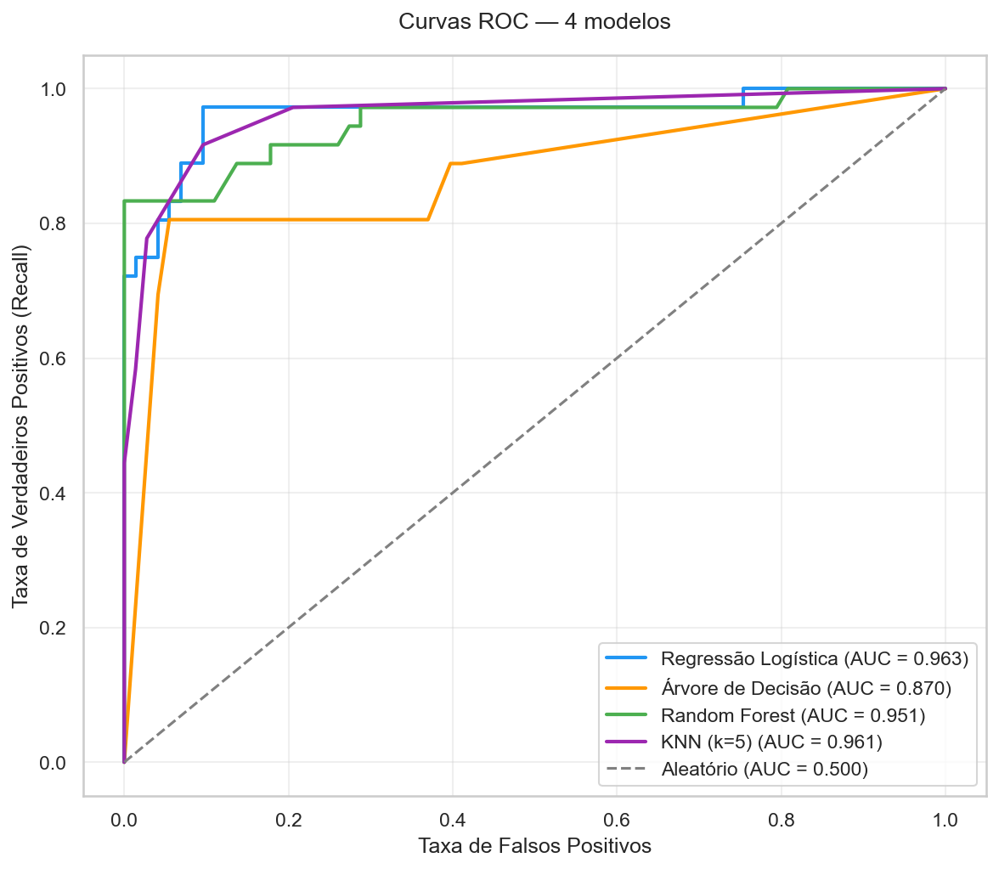 Curvas ROC — 4 modelos
Taxa de Verdadeiros Positivos (Recall)
1.0
0.8
0.6
0.4
0.2
0.0
0.0 0.2 0.4 0.6 0.8 1.0
Taxa de Falsos Positivos
Regressão Logística (AUC = 0.963)
Árvore de Decisão (AUC = 0.870)
Random Forest (AUC = 0.951)
KNN (k=5) (AUC = 0.961)
Aleatório (AUC = 0.500)